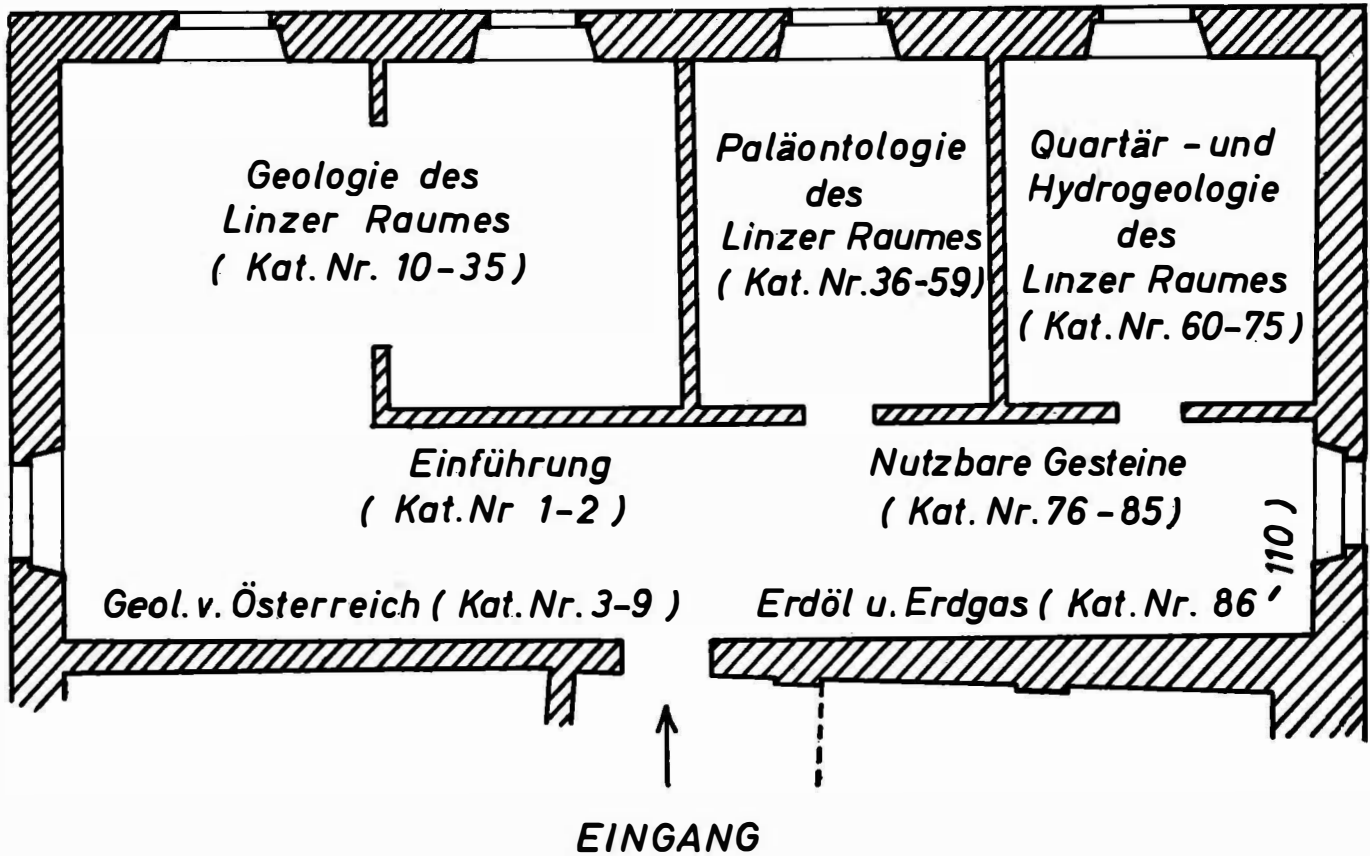 Geologie des
Linzer Raumes
( Kat. Nr. 10-35 )
Paläontologie
des
Linzer Raumes
( Kat. Nr. 36-59)
Quartär - und
Hydrogeologie
des
Linzer Raumes
( Kat. Nr. 60-75 )
Einführung
( Kat. Nr 1-2 )
Nutzbare Gesteine
( Kat. Nr. 76-85)
Geol. v. Österreich ( Kat. Nr. 3-9 )
Erdöl u. Erdgas ( Kat. Nr. 86 - 110 )
EINGANG